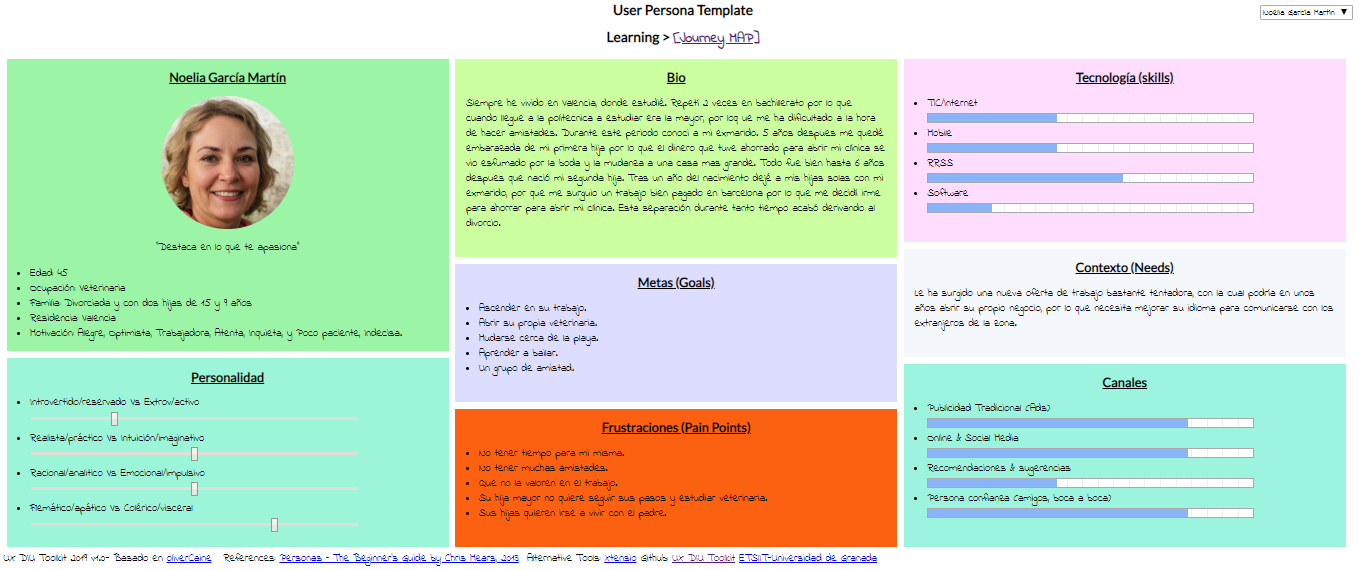 User Persona Template
Noelia García Martín ▼
Learning > [Journey MAP]
Noelia García Martín
"Destaca en lo que te apasiona"
Edad: 45
Ocupación: Veterinaria
Familia: Divorciada y con dos hijas de 15 y 9 años
Residencia: Valencia
Motivación: Alegre, Optimista, Trabajadora, Atenta, Inquieta, y Poco paciente, Indecisa.
Personalidad
Introvertido/reservado Vs Extrov/activo
Realista/práctico Vs Intuición/imaginativo
Racional/analítico Vs Emocional/impulsivo
Flemático/apático Vs Colérico/visceral
Bio
Siempre he vivido en Valencia, donde estudié. Repetí 2 veces en bachillerato por lo que
cuando llegue a la politecnica a estudiar era la mayor, por loq ue me ha dificultado a la hora
de hacer amistades. Durante este periodo conoci a mi exmarido. 5 años despues me quedé
embarazada de mi primera hija por lo que el dinero que tuve ahorrado para abrir mi clínica se
vio esfumado por la boda y la mudanza a una casa mas grande. Todo fue bien hasta 6 años
despues que nació mi segunda hija. Tras un año del nacimiento dejé a mis hijas solas con mi
exmarido, por que me surguio un trabajo bien pagado en barcelona por lo que me decidí irme
para ahorrar para abrir mi clínica. Esta separación durante tanto tiempo acabó derivando al
divorcio.
Metas (Goals)
Ascender en su trabajo.
Abrir su propia veterinaria.
Mudarse cerca de la playa.
Aprender a bailar.
Un grupo de amistad.
Frustraciones (Pain Points)
No tener tiempo para mi misma.
No tener muchas amistades.
Que no la valoren en el trabajo.
Su hija mayor no quiere seguir sus pasos y estudiar veterinaria.
Sus hijas quieren irse a vivir con el padre.
Tecnología (skills)
TIC/Internet
Mobile
RRSS
Software
Contexto (Needs)
Le ha surgido una nueva oferta de trabajo bastante tentadora, con la cual podría en unos
años abrir su propio negocio, por lo que necesita mejorar su idioma para comunicarse con los
extranjeros de la zona.
Canales
Publicidad Tradicional (Ads)
Online & Social Media
Recomendaciones & sugerencias
Persona confianza (amigos, boca a boca)
UX DIU Toolkit 2019 v1.0- Basado en oliverCaine References: Personas - The Beginner's Guide by Chris Mears, 2013 Alternative Tools: Xtensio Github: UX DIU Toolkit ETSIIT-Universidad de Granada